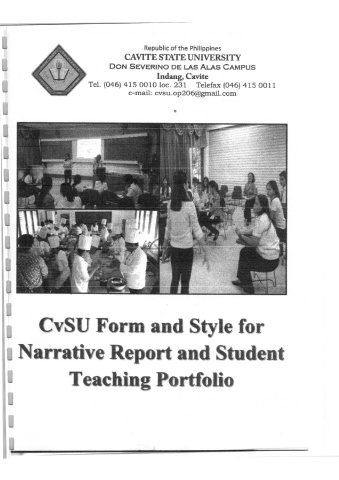 Republic of the Philippines
CAVITE STATE UNIVERSITY
DON SEVERINO DE LAS ALAS CAMPUS
Indang, Cavite
Tel. (046) 415 0010 loc. 231 Telefax (046) 415 0011
e-mail: cvsu.op206@gmail.com
CvSU Form and Style for
Narrative Report and Student
Teaching Portfolio